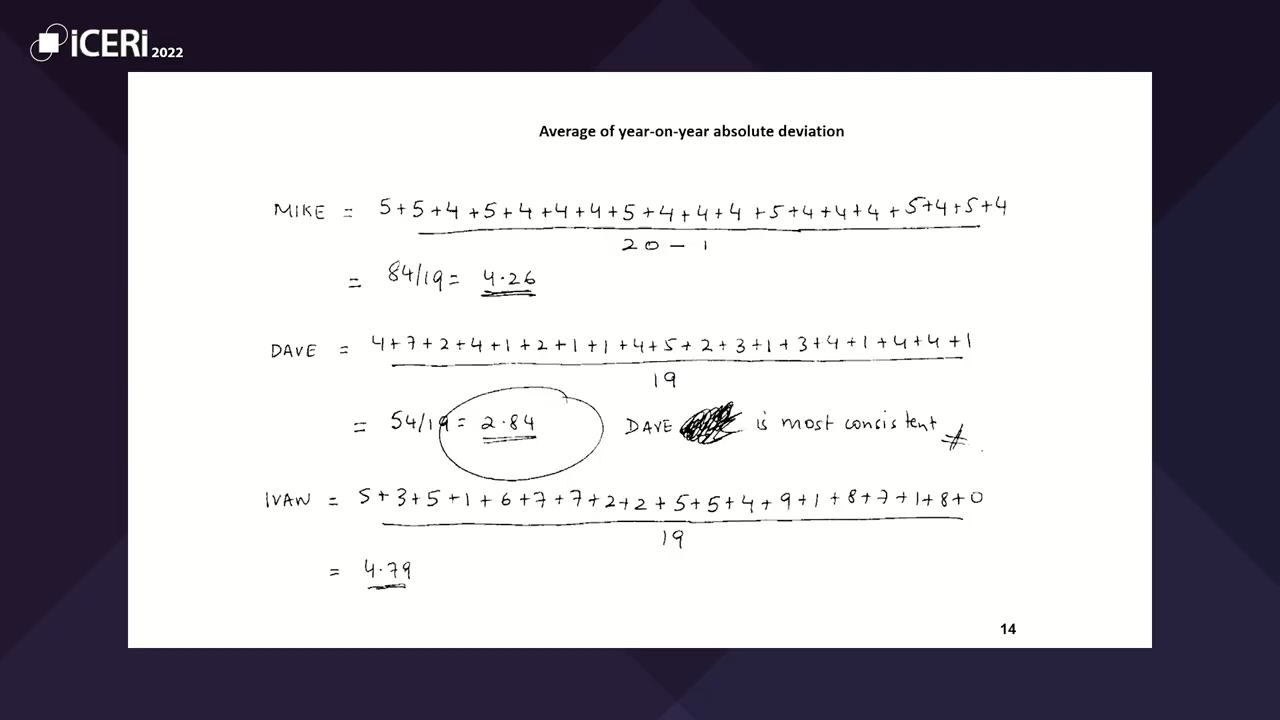 iCERi 2022
Average of year-on-year absolute deviation
MIKE = 5+5+4+5+4+4+4+5+4+4+4+5+4+4+4+5+4+5+4
20 - 1
= 84/19 = 4.26
DAVE = 4+7+2+4+1+2+1+1+4+5+2+3+1+3+4+1+4+4+1
19
= 54/19 = 2.84 DAVE is most consistent
IVAN = 5+3+5+1+6+7+7+2+2+5+5+4+9+1+8+7+1+8+0
19
= 4.79
14